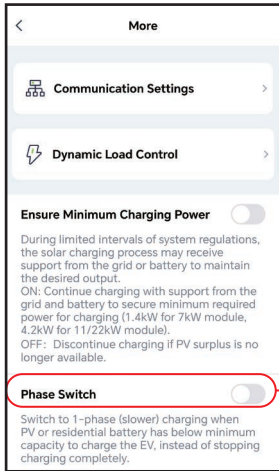 More
Communication Settings
Dynamic Load Control
Ensure Minimum Charging Power
During limited intervals of system regulations,
the solar charging process may receive
support from the grid or battery to maintain
the desired output.
ON: Continue charging with support from the
grid and battery to secure minimum required
power for charging (1.4kW for 7kW module,
4.2kW for 11/22kW module).
OFF: Discontinue charging if PV surplus is no
longer available.
Phase Switch
Switch to 1-phase (slower) charging when
PV or residential battery has below minimum
capacity to charge the EV, instead of stopping
charging completely.